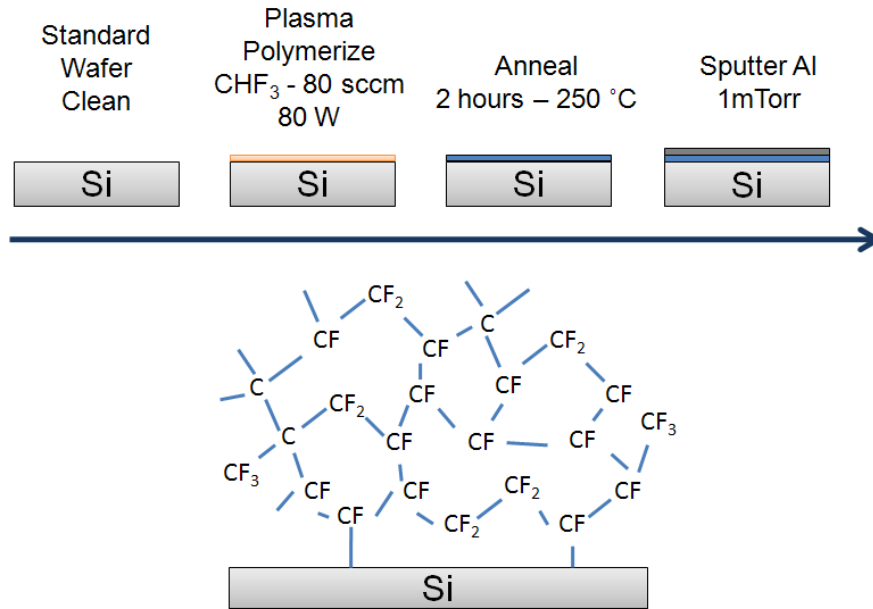 Standard
Wafer
Clean
Plasma
Polymerize
CHF₃ - 80 sccm
80 W
Anneal
2 hours – 250 ˚C
Sputter Al
1mTorr
Si
Si
Si
Si
CF₂
C
CF
CF
CF₂
C
CF
CF₂
CF
CF
CF₃
C
CF
CF
CF
CF₃
CF
CF
CF₂
CF
CF
CF₂
CF
Si